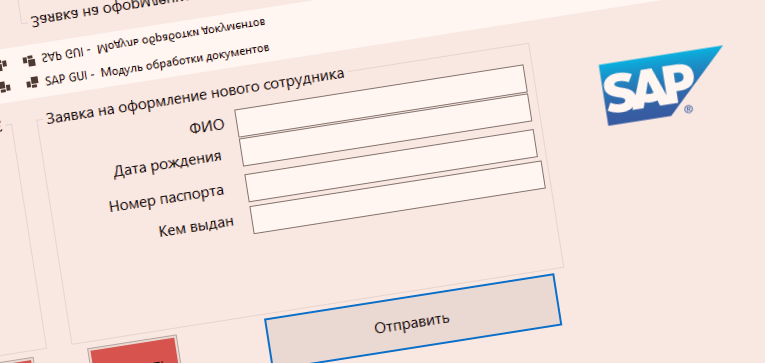 Заявка на оформлени
SAP GUI - Модуль обработки документов
SAP GUI - Модуль обработки документов
Заявка на оформление нового сотрудника
ФИО
Дата рождения
Номер паспорта
Кем выдан
Отправить
SAP ®